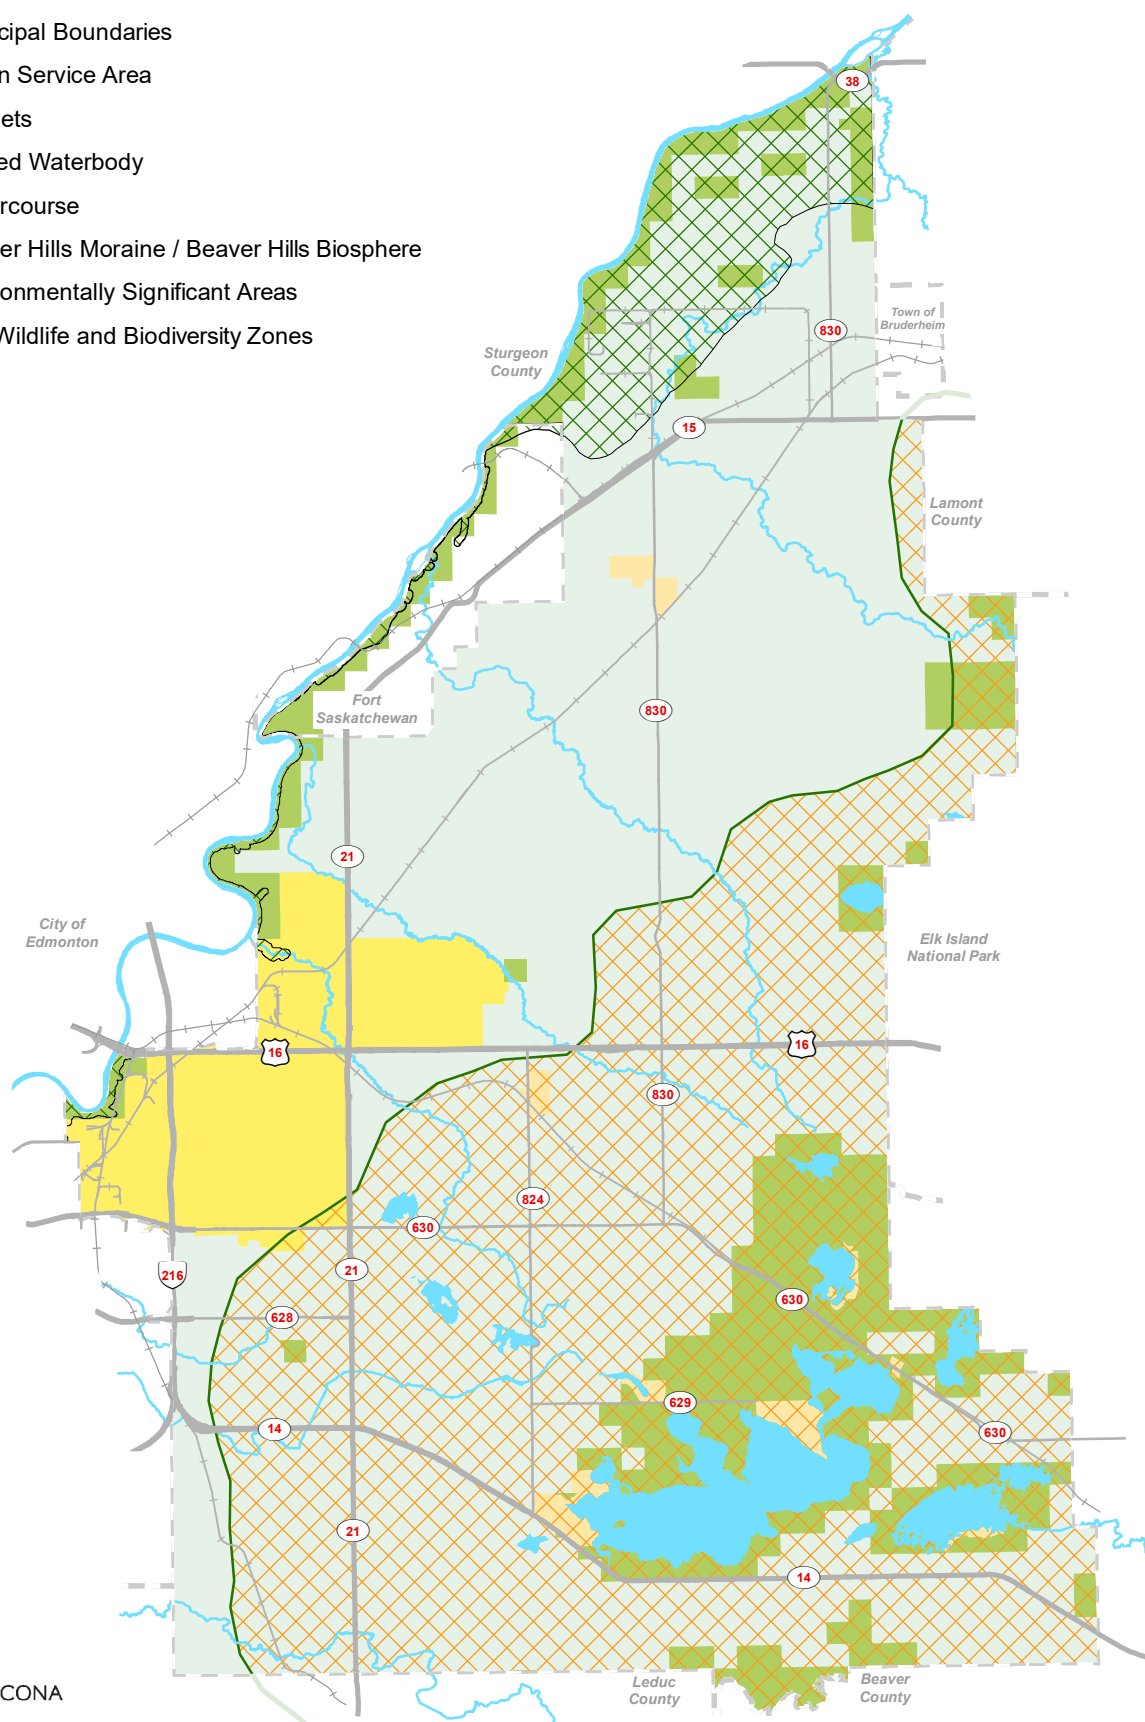 cipal Boundaries
n Service Area
ets
ed Waterbody
rcourse
er Hills Moraine / Beaver Hills Biosphere
onmentally Significant Areas
Wildlife and Biodiversity Zones
38
Town of
Bruderheim
830
Sturgeon
County
15
Lamont
County
Fort
Saskatchewan
830
21
City of
Edmonton
Elk Island
National Park
16
16
830
824
630
216
21
628
630
629
14
630
21
14
Leduc
County
Beaver
County
CONA